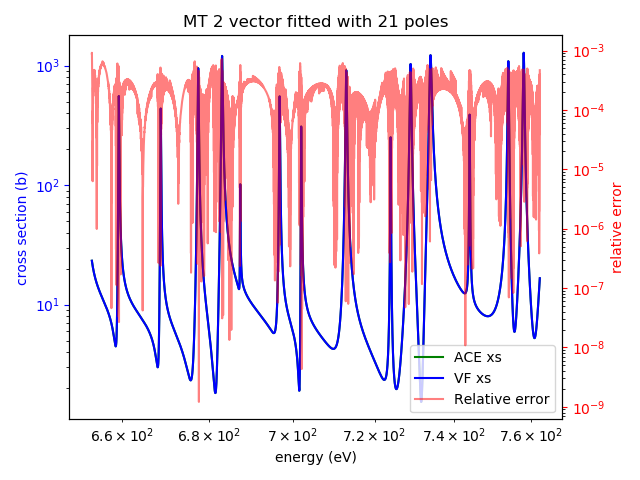 MT 2 vector fitted with 21 poles
cross section (b)
10³
10²
10¹
10⁻³
10⁻⁴
10⁻⁵
10⁻⁶
10⁻⁷
10⁻⁸
10⁻⁹
relative error
ACE xs
VF xs
Relative error
6.6 × 10² 6.8 × 10² 7 × 10² 7.2 × 10² 7.4 × 10² 7.6 × 10²
energy (eV)